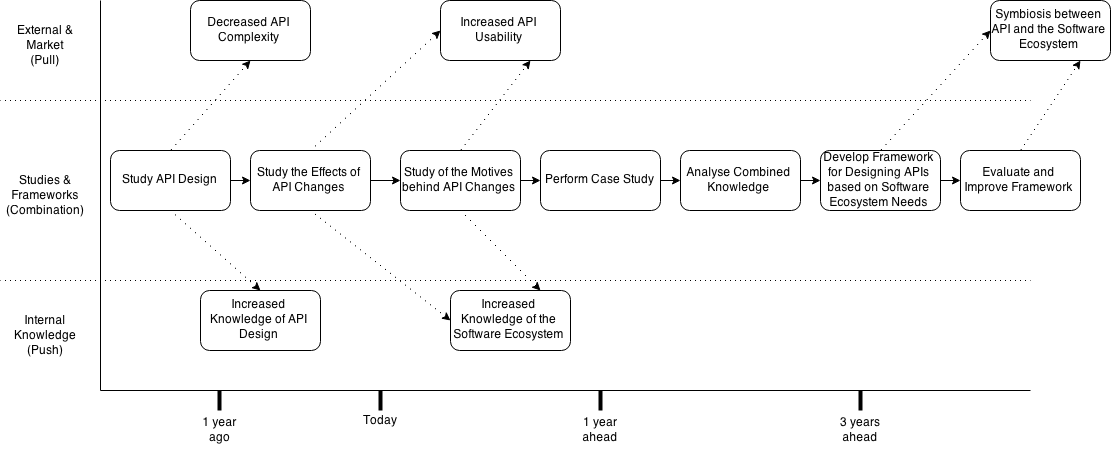 External &
Market
(Pull)
Decreased API
Complexity
Increased API
Usability
Symbiosis between
API and the Software
Ecosystem
Studies &
Frameworks
(Combination)
Study API Design
Study the Effects of
API Changes
Study of the Motives
behind API Changes
Perform Case Study
Analyse Combined
Knowledge
Develop Framework
for Designing APIs
based on Software
Ecosystem Needs
Evaluate and
Improve Framework
Internal
Knowledge
(Push)
Increased
Knowledge of API
Design
Increased
Knowledge of the
Software Ecosystem
1 year
ago
Today
1 year
ahead
3 years
ahead